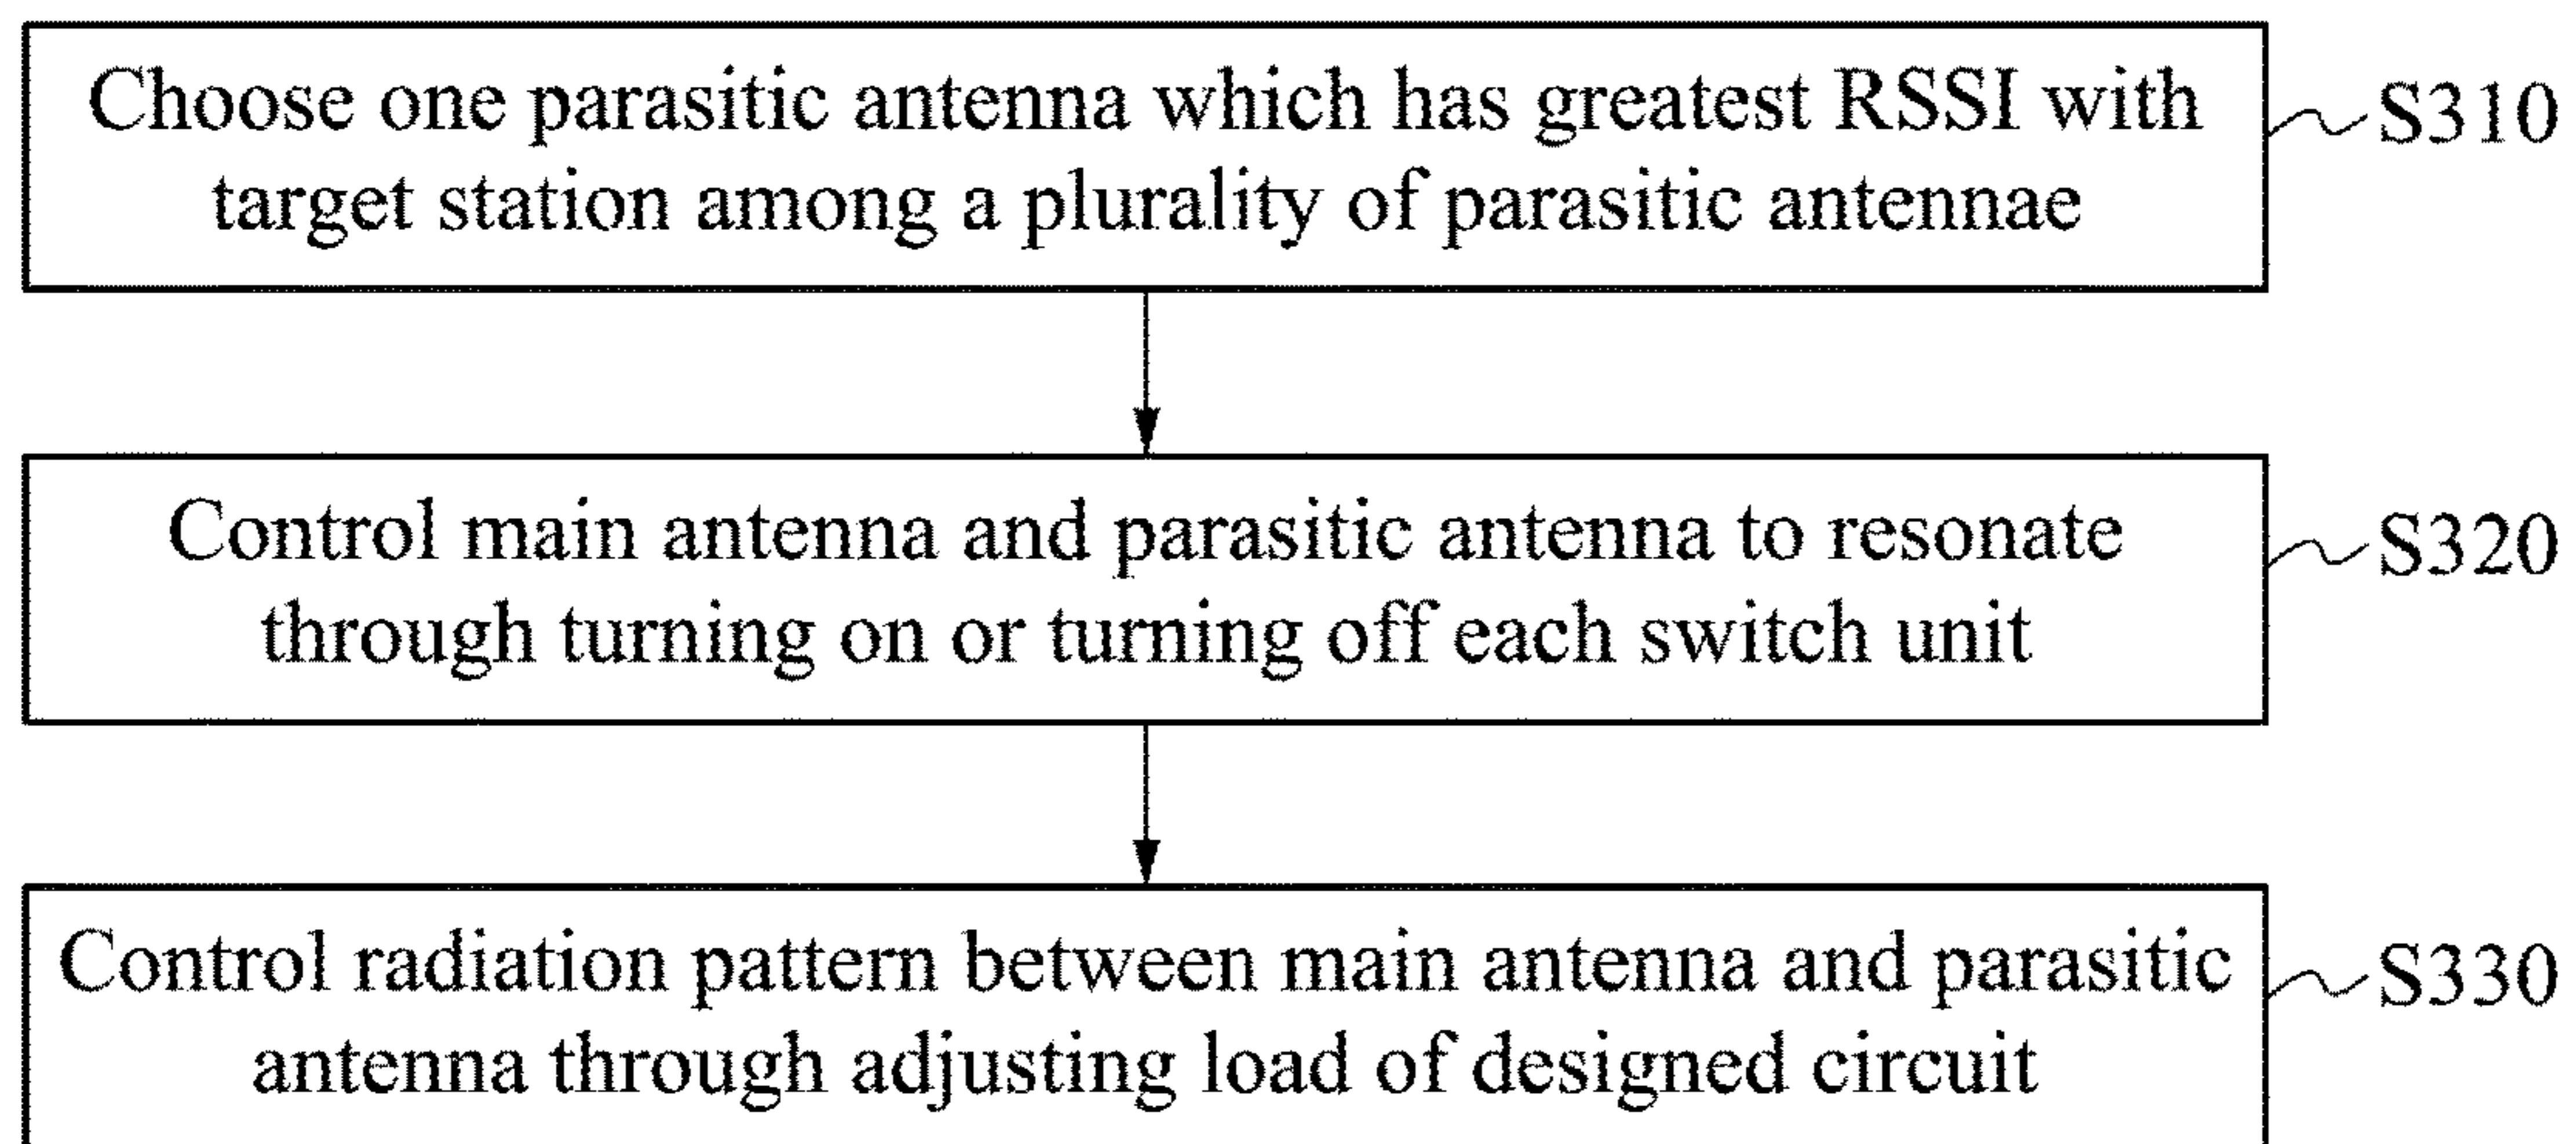 Choose one parasitic antenna which has greatest RSSI with
target station among a plurality of parasitic antennae
S310
Control main antenna and parasitic antenna to resonate
through turning on or turning off each switch unit
S320
Control radiation pattern between main antenna and parasitic
antenna through adjusting load of designed circuit
S330